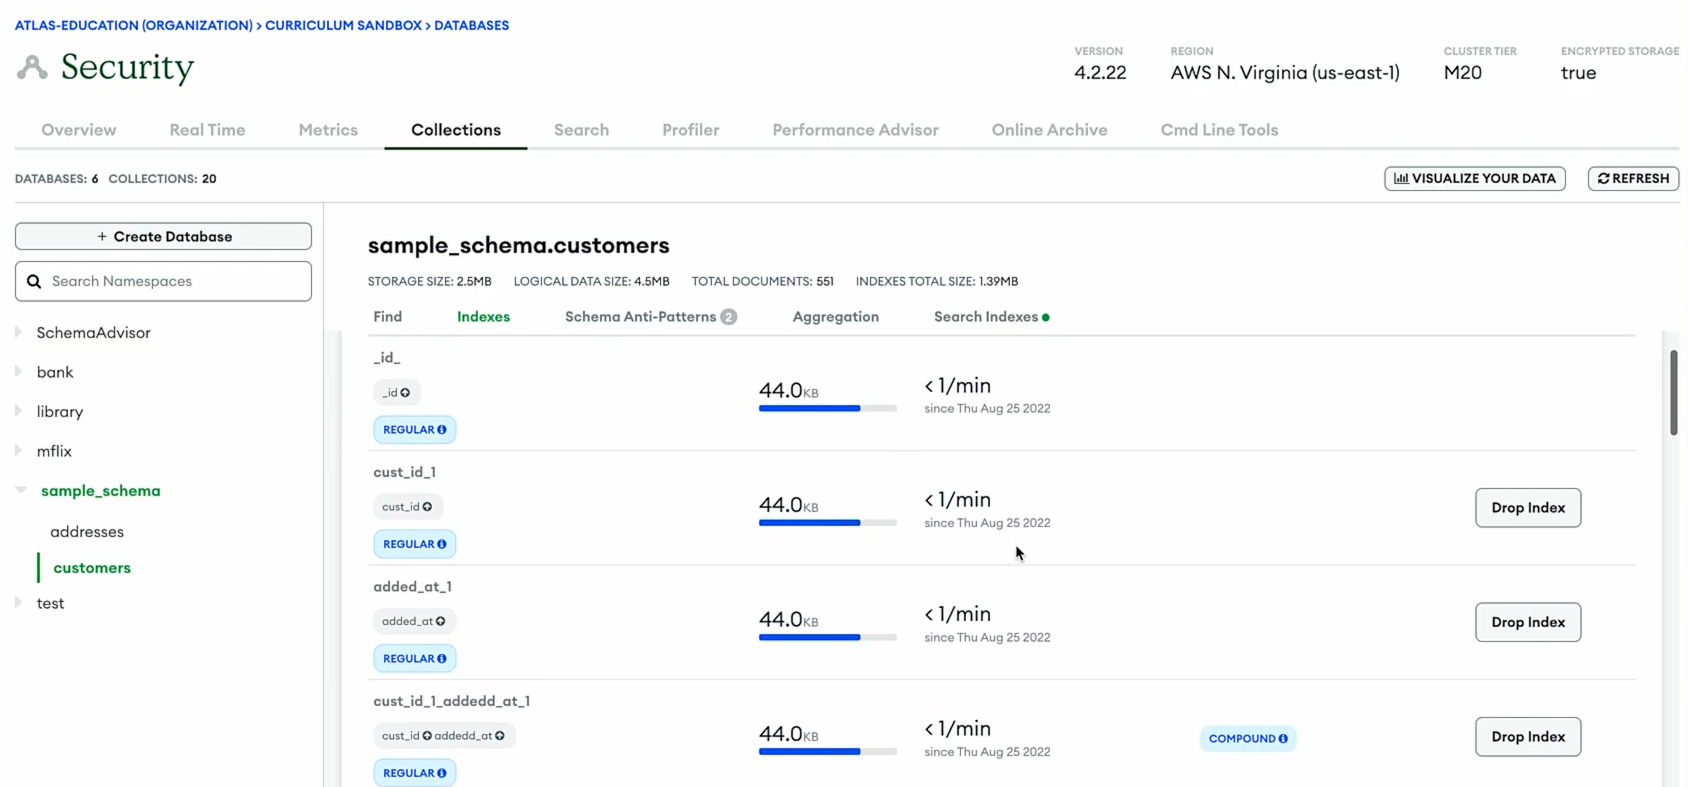 ATLAS-EDUCATION (ORGANIZATION) > CURRICULUM SANDBOX > DATABASES
Security
VERSION
4.2.22
REGION
AWS N. Virginia (us-east-1)
CLUSTER TIER
M20
ENCRYPTED STORAGE
true
Overview Real Time Metrics Collections Search Profiler Performance Advisor Online Archive Cmd Line Tools
DATABASES: 6 COLLECTIONS: 20
VISUALIZE YOUR DATA
REFRESH
+ Create Database
Search Namespaces
SchemaAdvisor
bank
library
mflix
sample_schema
addresses
customers
test
sample_schema.customers
STORAGE SIZE: 2.5MB LOGICAL DATA SIZE: 4.5MB TOTAL DOCUMENTS: 551 INDEXES TOTAL SIZE: 1.39MB
Find Indexes Schema Anti-Patterns 2 Aggregation Search Indexes
_id_
_id
REGULAR
44.0KB
< 1/min
since Thu Aug 25 2022
cust_id_1
cust_id
REGULAR
44.0KB
< 1/min
since Thu Aug 25 2022
Drop Index
added_at_1
added_at
REGULAR
44.0KB
< 1/min
since Thu Aug 25 2022
Drop Index
cust_id_1_addedd_at_1
cust_id addedd_at
REGULAR
44.0KB
< 1/min
since Thu Aug 25 2022
COMPOUND
Drop Index